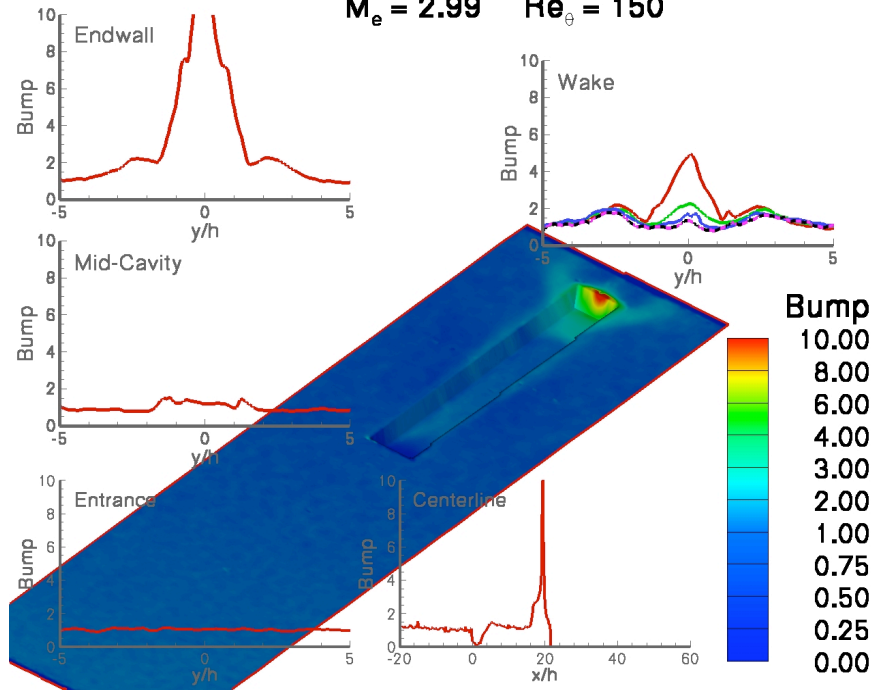 M_e = 2.99 Re_θ = 150
Endwall
Bump
10
8
6
4
2
0
-5 0 5
y/h
Wake
Bump
10
8
6
4
2
0
-5 0 5
y/h
Mid-Cavity
Bump
10
8
6
4
2
0
-5 0 5
y/h
Bump
10.00
8.00
6.00
4.00
3.00
2.00
1.00
0.75
0.50
0.25
0.00
Entrance
Bump
10
8
6
4
2
0
-5 0 5
y/h
Centerline
Bump
10
8
6
4
2
0
-20 0 20 40 60
x/h